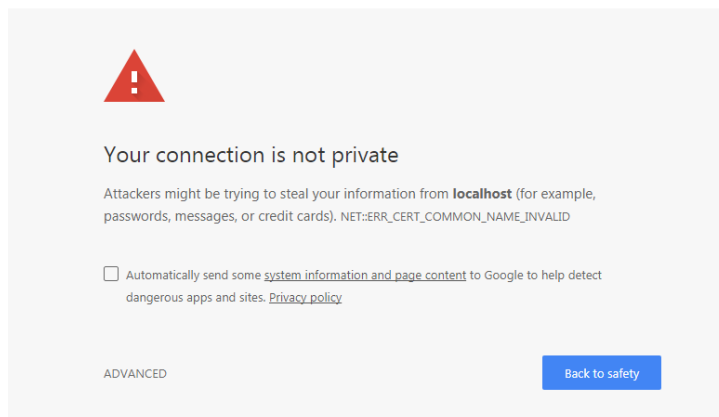 Your connection is not private
Attackers might be trying to steal your information from localhost (for example,
passwords, messages, or credit cards). NET::ERR_CERT_COMMON_NAME_INVALID
Automatically send some system information and page content to Google to help detect
dangerous apps and sites. Privacy policy
ADVANCED
Back to safety